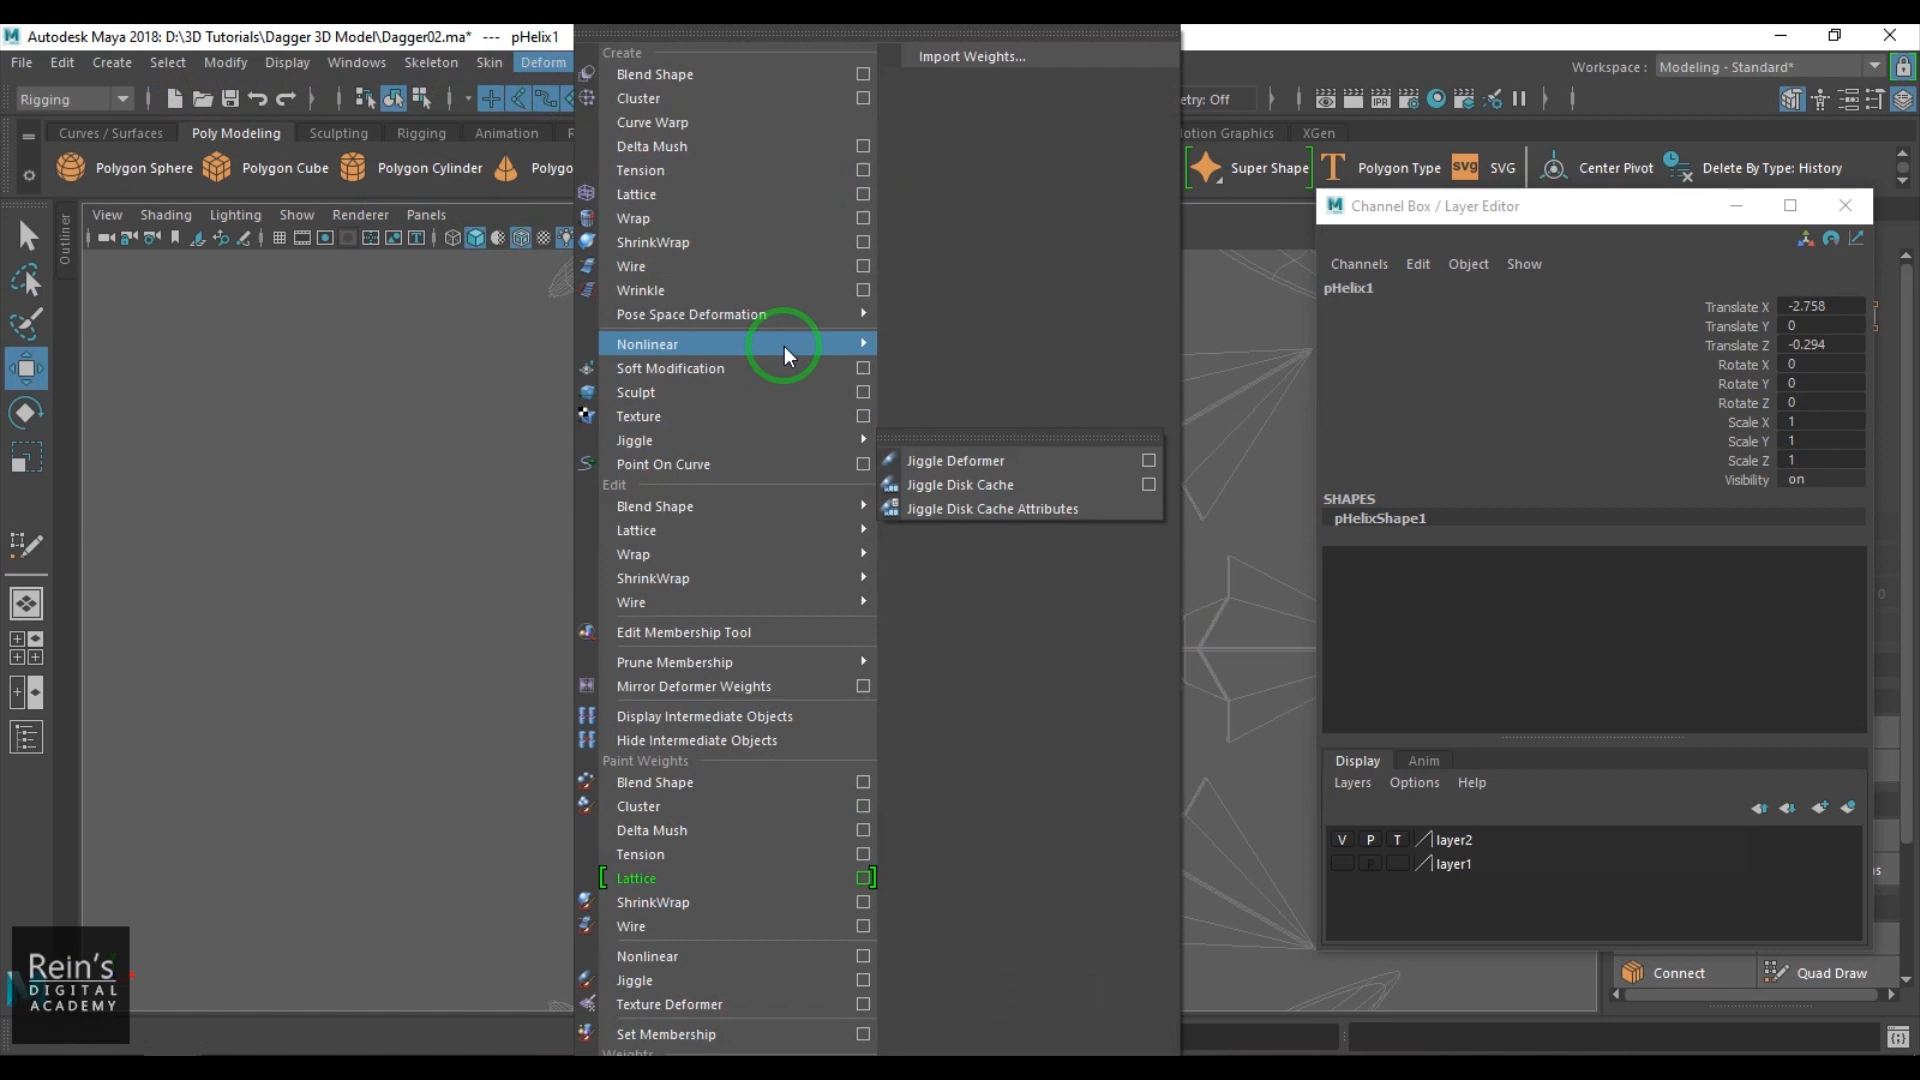 Autodesk Maya 2018: D:\3D Tutorials\Dagger 3D Model\Dagger02.ma* --- pHelix1
File Edit Create Select Modify Display Windows Skeleton Skin Deform
Workspace : Modeling - Standard*
Rigging
etry: Off
IPR
Curves / Surfaces Poly Modeling Sculpting Rigging Animation
otion Graphics XGen
Polygon Sphere Polygon Cube Polygon Cylinder Polygo
Super Shape T Polygon Type svg SVG Center Pivot Delete By Type: History
View Shading Lighting Show Renderer Panels
Outliner
Create
Blend Shape
Cluster
Curve Warp
Delta Mush
Tension
Lattice
Wrap
ShrinkWrap
Wire
Wrinkle
Pose Space Deformation
Nonlinear
Soft Modification
Sculpt
Texture
Jiggle
Point On Curve
Edit
Blend Shape
Lattice
Wrap
ShrinkWrap
Wire
Edit Membership Tool
Prune Membership
Mirror Deformer Weights
Display Intermediate Objects
Hide Intermediate Objects
Paint Weights
Blend Shape
Cluster
Delta Mush
Tension
Lattice
ShrinkWrap
Wire
Nonlinear
Jiggle
Texture Deformer
Set Membership
Weights
Import Weights...
Jiggle Deformer
Jiggle Disk Cache
Jiggle Disk Cache Attributes
Channel Box / Layer Editor
Channels Edit Object Show
pHelix1
Translate X -2.758
Translate Y 0
Translate Z -0.294
Rotate X 0
Rotate Y 0
Rotate Z 0
Scale X 1
Scale Y 1
Scale Z 1
Visibility on
SHAPES
pHelixShape1
Display Anim
Layers Options Help
V P T layer2
P layer1
Connect Quad Draw
Rein's
DIGITAL
ACADEMY